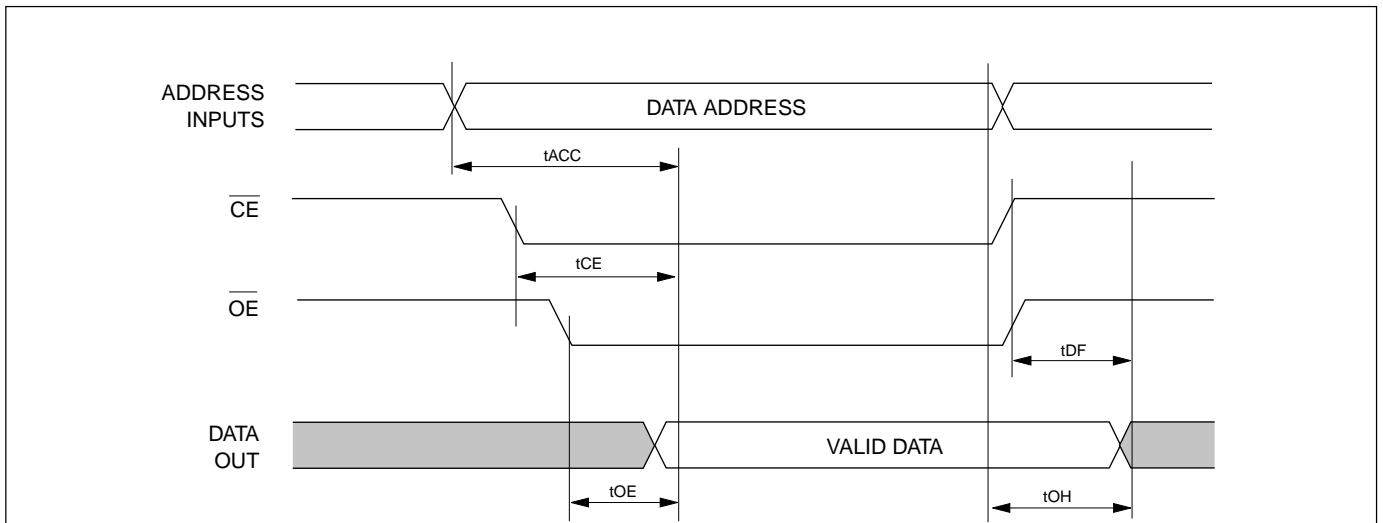 ADDRESS
INPUTS
DATA ADDRESS
tACC
CE
tCE
OE
tDF
DATA
OUT
VALID DATA
tOE
tOH